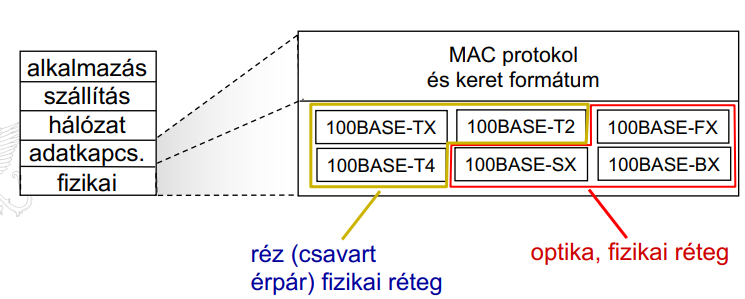 alkalmazás
szállítás
hálózat
adatkapcs.
fizikai
MAC protokol
és keret formátum
100BASE-TX
100BASE-T2
100BASE-FX
100BASE-T4
100BASE-SX
100BASE-BX
réz (csavart
érpár) fizikai réteg
optika, fizikai réteg